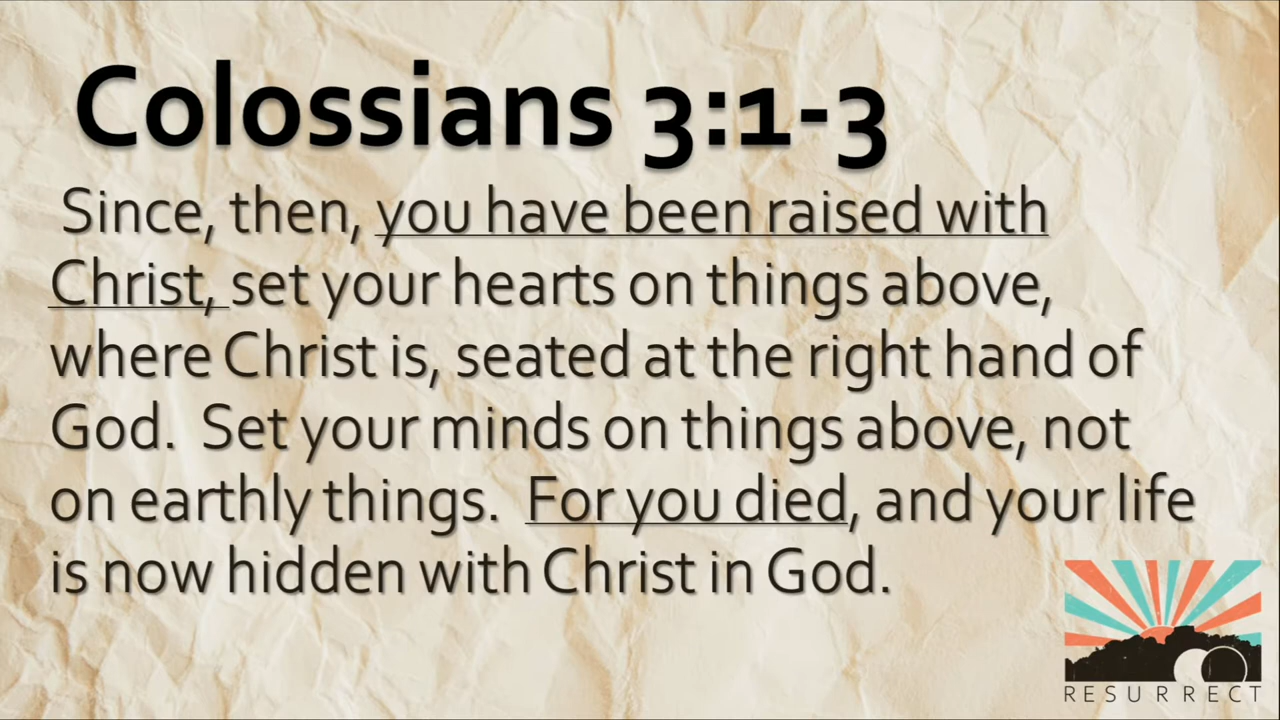 Colossians 3:1-3
Since, then, you have been raised with
Christ, set your hearts on things above,
where Christ is, seated at the right hand of
God.  Set your minds on things above, not
on earthly things.  For you died, and your life
is now hidden with Christ in God.
RESURRECT